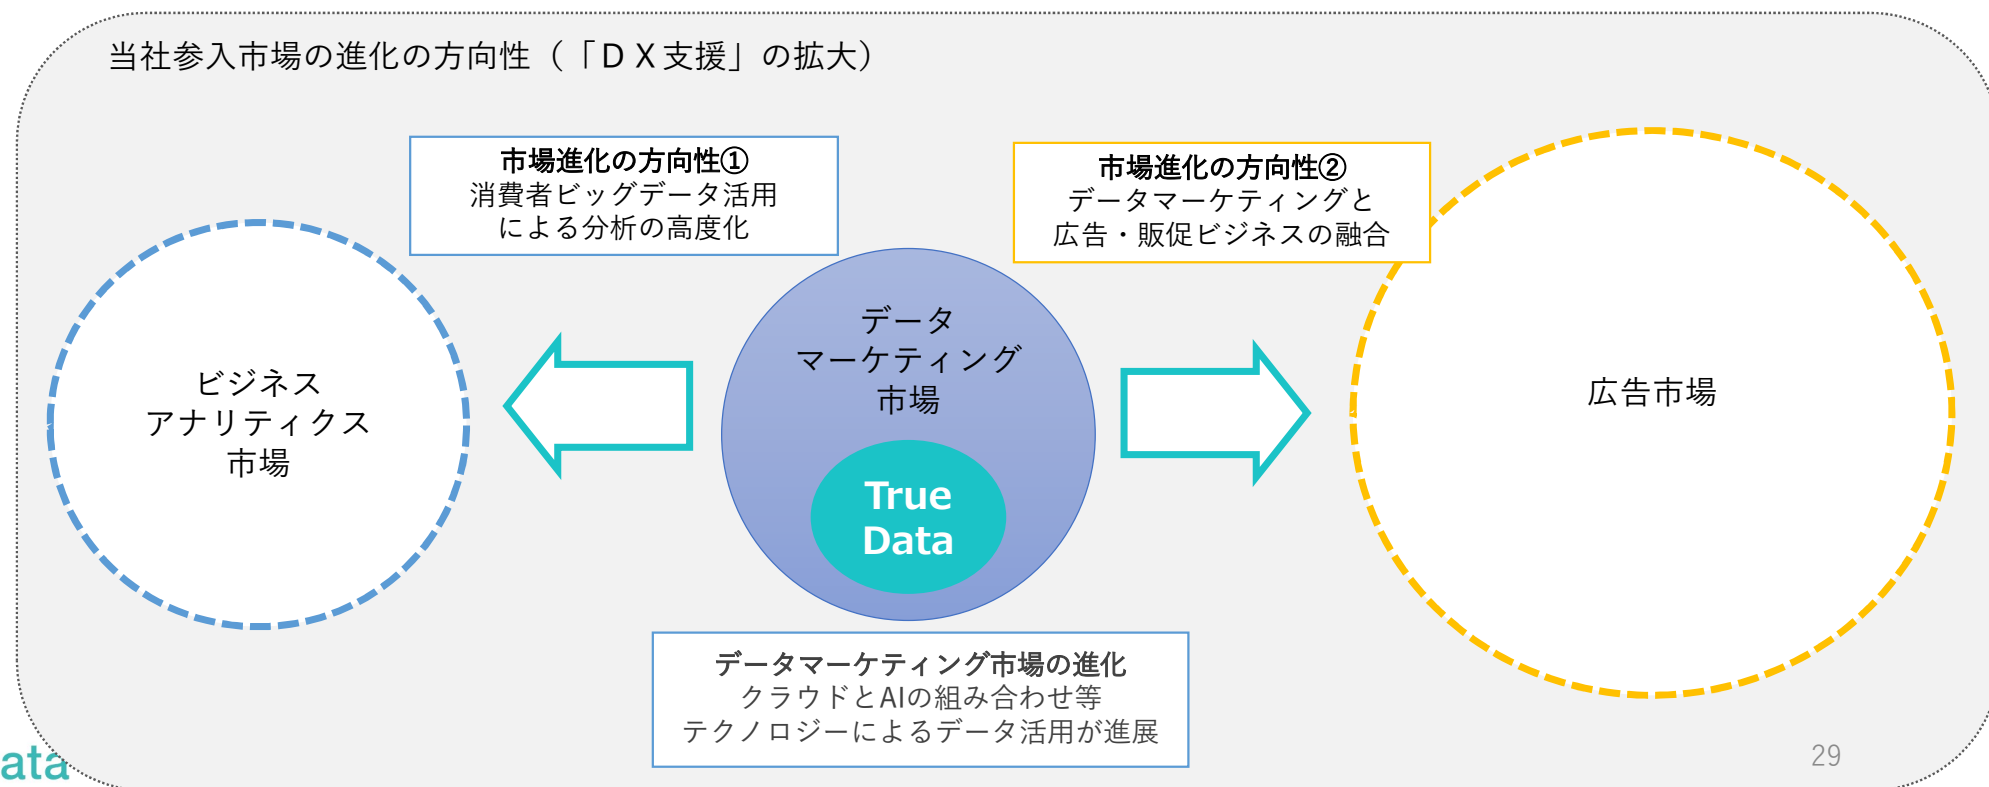 当社参入市場の進化の方向性（「ＤＸ支援」の拡大）
市場進化の方向性①
消費者ビッグデータ活用
による分析の高度化
市場進化の方向性②
データマーケティングと
広告・販促ビジネスの融合
ビジネス
アナリティクス
市場
データ
マーケティング
市場
True
Data
広告市場
データマーケティング市場の進化
クラウドとAIの組み合わせ等
テクノロジーによるデータ活用が進展
ata
29